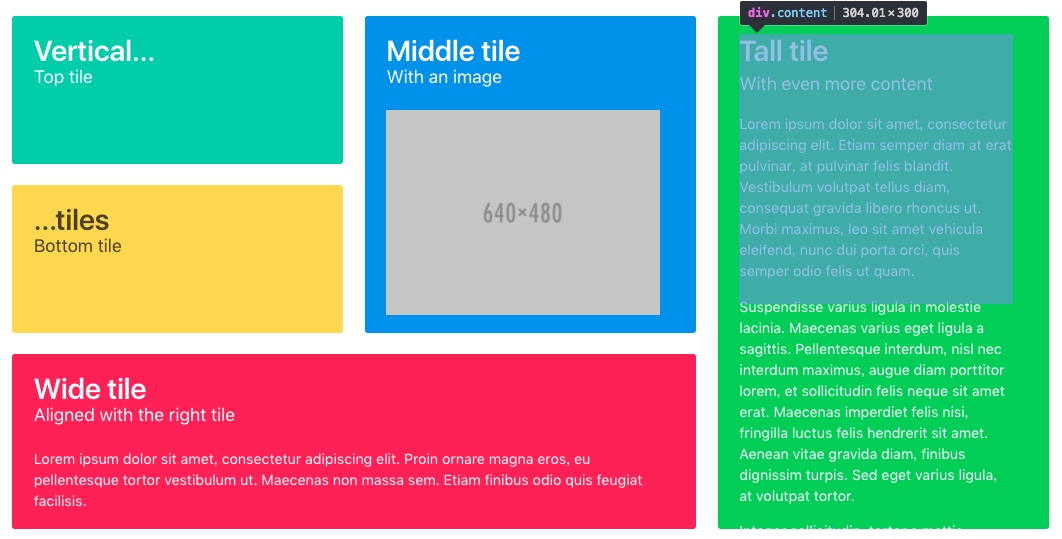 div.content 304.01×300
Vertical...
Top tile
...tiles
Bottom tile
Middle tile
With an image
640×480
Wide tile
Aligned with the right tile
Lorem ipsum dolor sit amet, consectetur adipiscing elit. Proin ornare magna eros, eu
pellentesque tortor vestibulum ut. Maecenas non massa sem. Etiam finibus odio quis feugiat
facilisis.
Tall tile
With even more content
Lorem ipsum dolor sit amet, consectetur
adipiscing elit. Etiam semper diam at erat
pulvinar, at pulvinar felis blandit.
Vestibulum volutpat tellus diam,
consequat gravida libero rhoncus ut.
Morbi maximus, leo sit amet vehicula
eleifend, nunc dui porta orci, quis
semper odio felis ut quam.
Suspendisse varius ligula in molestie
lacinia. Maecenas varius eget ligula a
sagittis. Pellentesque interdum, nisl nec
interdum maximus, augue diam porttitor
lorem, et sollicitudin felis neque sit amet
erat. Maecenas imperdiet felis nisi,
fringilla luctus felis hendrerit sit amet.
Aenean vitae gravida diam, finibus
dignissim turpis. Sed eget varius ligula,
at volutpat tortor.